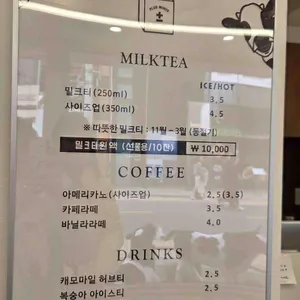 MILKTEA
ICE/HOT
밀크티(250ml) 3.5
사이즈업(350ml) 4.5
※ 따뜻한 밀크티 : 11월 - 3월 (동절기)
밀크티원액 (선물용/10잔) ₩ 10,000
COFFEE
아메리카노(사이즈업) 2.5(3.5)
카페라떼 3.5
바닐라라떼 4.0
DRINKS
캐모마일 허브티 2.5
복숭아 아이스티 2.5